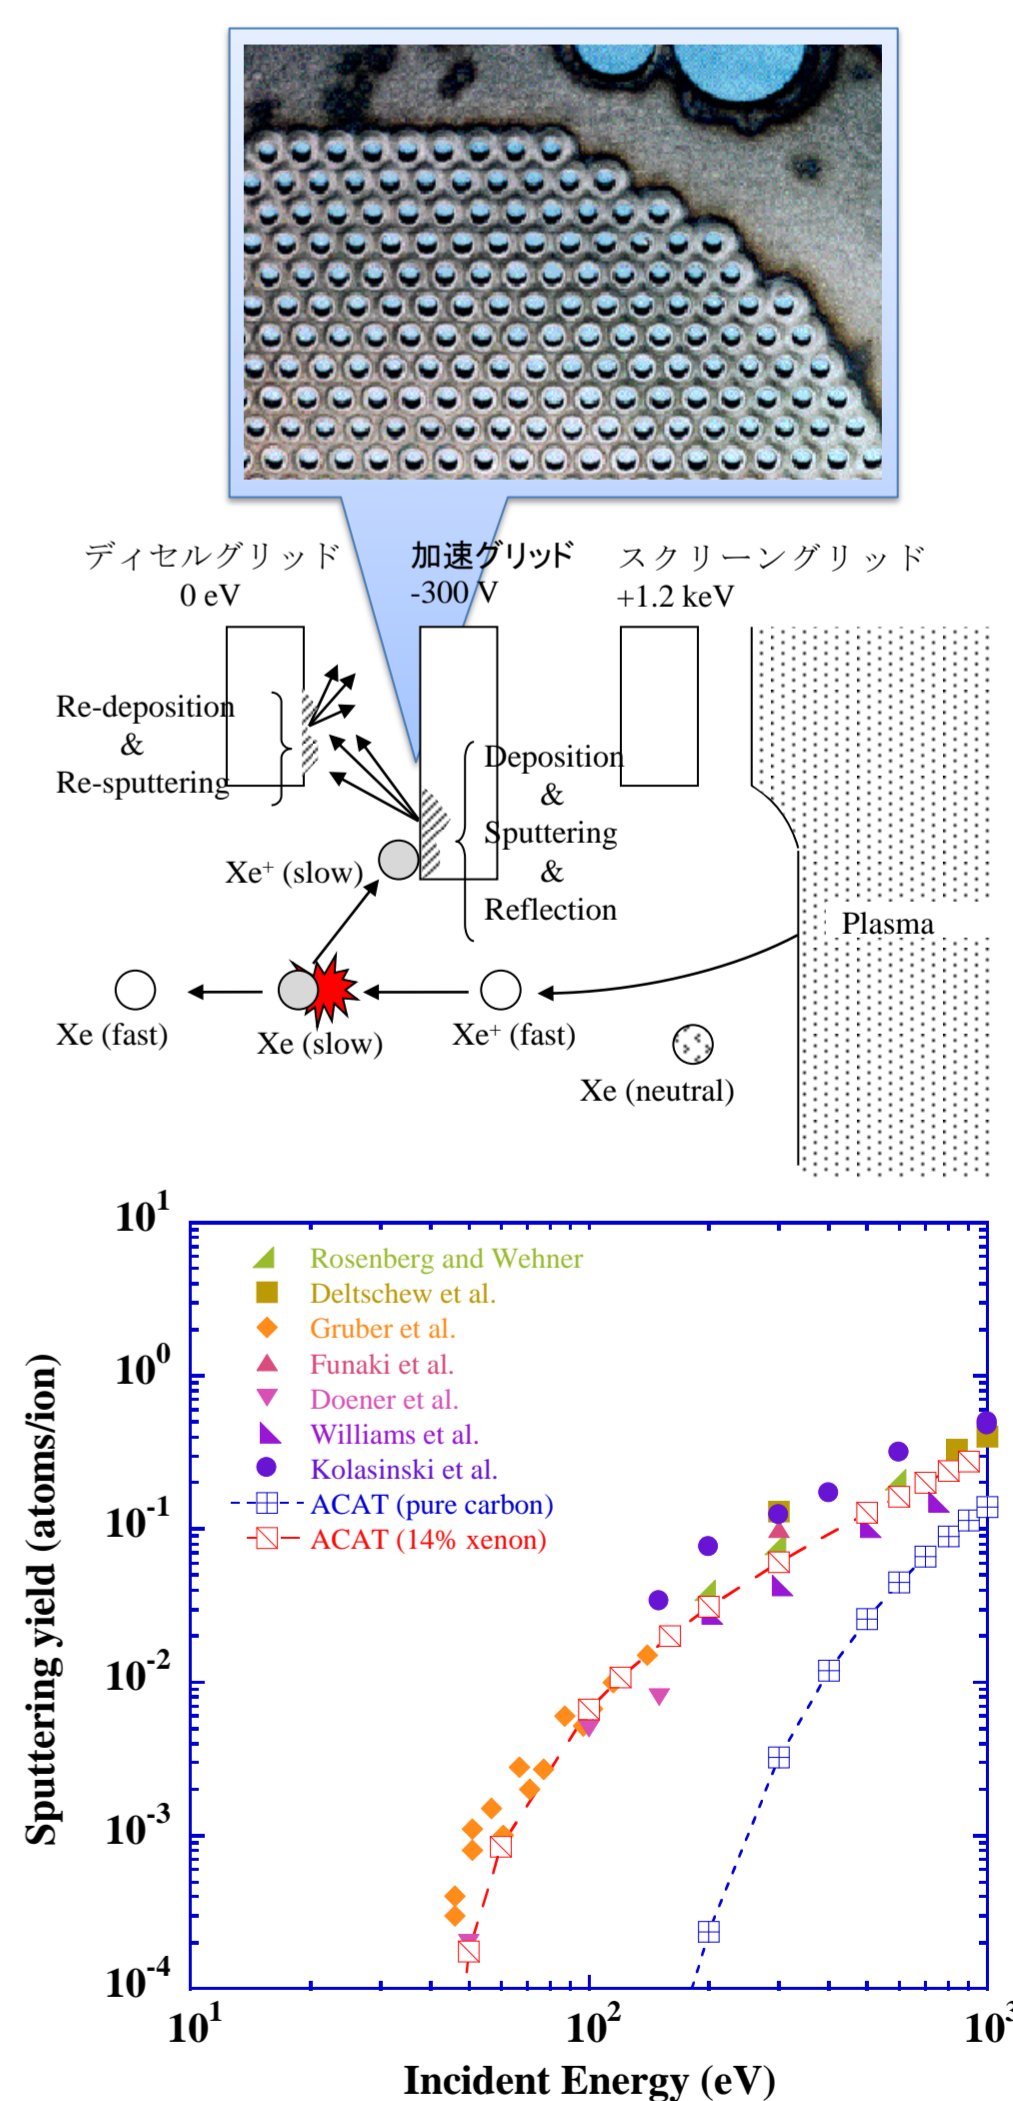 ディセルグリッド
0 eV
加速グリッド
-300 V
スクリーングリッド
+1.2 keV
Re-deposition
&
Re-sputtering
Deposition
&
Sputtering
&
Reflection
Xe⁺ (slow)
Plasma
Xe (fast)
Xe (slow)
Xe⁺ (fast)
Xe (neutral)
Sputtering yield (atoms/ion)
10¹
10⁰
10⁻¹
10⁻²
10⁻³
10⁻⁴
Rosenberg and Wehner
Deltschew et al.
Gruber et al.
Funaki et al.
Doener et al.
Williams et al.
Kolasinski et al.
ACAT (pure carbon)
ACAT (14% xenon)
10¹
10²
10³
Incident Energy (eV)